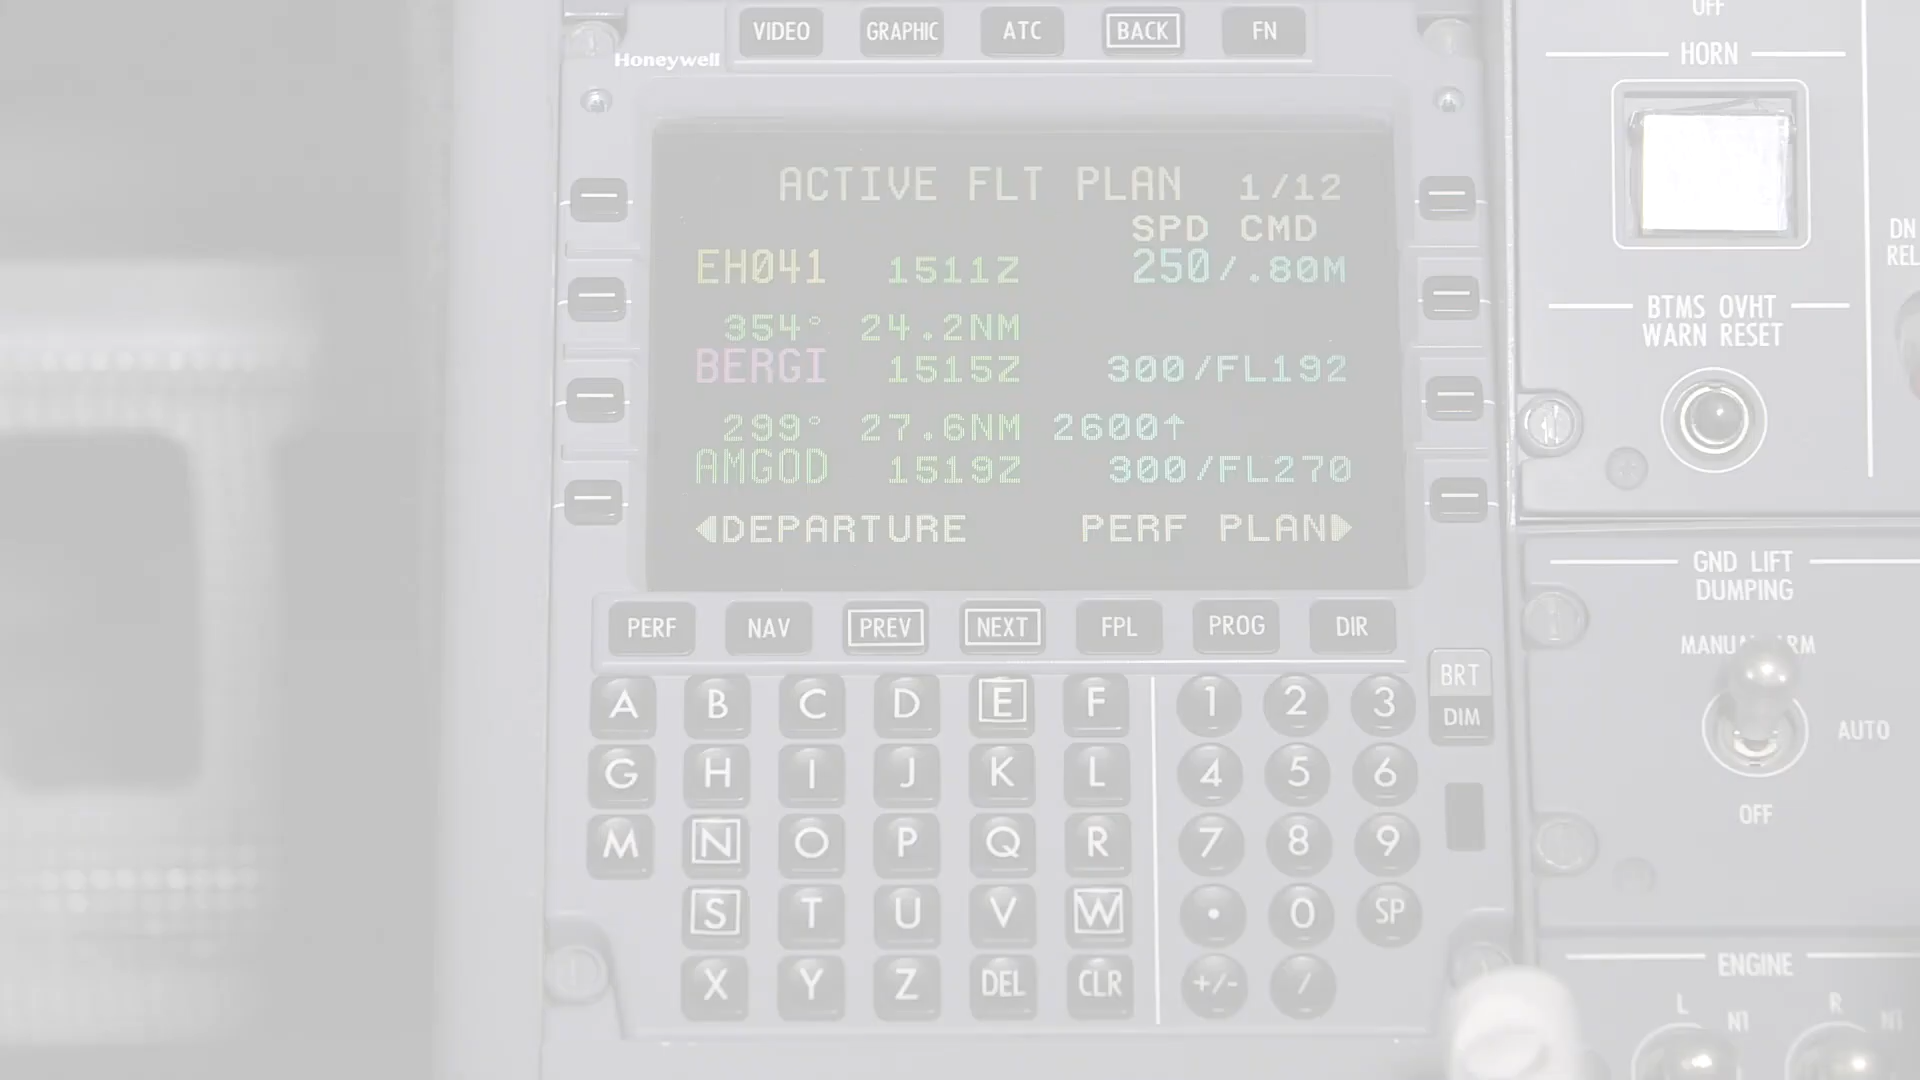 VIDEO GRAPHIC ATC BACK FN
Honeywell
ACTIVE FLT PLAN 1/12
SPD CMD
EH041 1511Z 250/.80M
354° 24.2NM
BERGI 1515Z 300/FL192
299° 27.6NM 2600↑
AMGOD 1519Z 300/FL270
◀DEPARTURE PERF PLAN▶
PERF NAV PREV NEXT FPL PROG DIR
BRT
DIM
A B C D E F 1 2 3
G H I J K L 4 5 6
M N O P Q R 7 8 9
S T U V W • 0 SP
X Y Z DEL CLR +/- /
OFF
HORN
DN
REL
BTMS OVHT
WARN RESET
GND LIFT
DUMPING
MANUAL ARM
AUTO
OFF
ENGINE
L N1 R N1